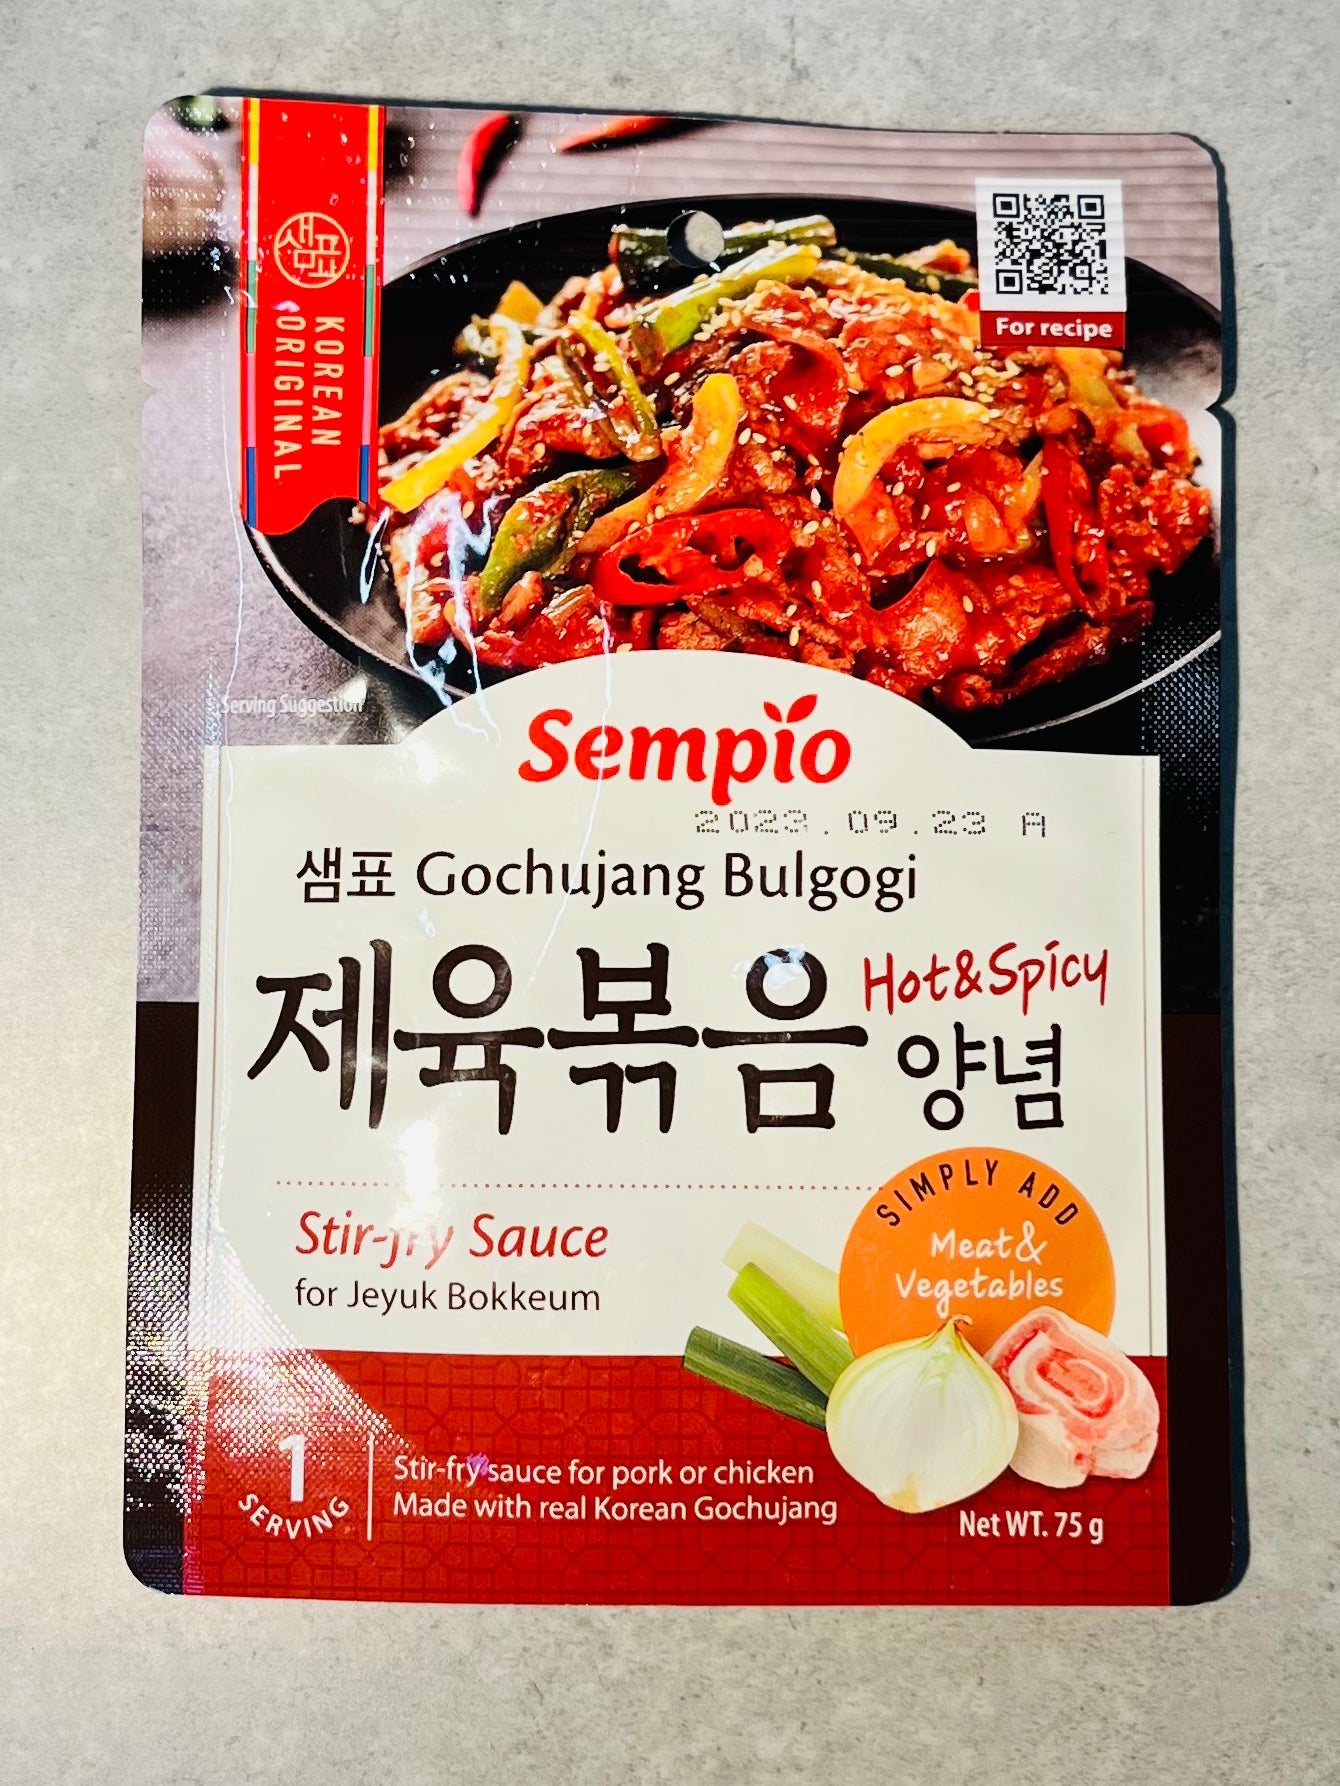 샘표
KOREAN
ORIGINAL
For recipe
Serving Suggestion
Sempio
2023.09.23 A
샘표 Gochujang Bulgogi
제육볶음 Hot&Spicy
양념
SIMPLY ADD
Meat&
Vegetables
Stir-fry Sauce
for Jeyuk Bokkeum
1
SERVING
Stir-fry sauce for pork or chicken
Made with real Korean Gochujang
Net WT. 75 g